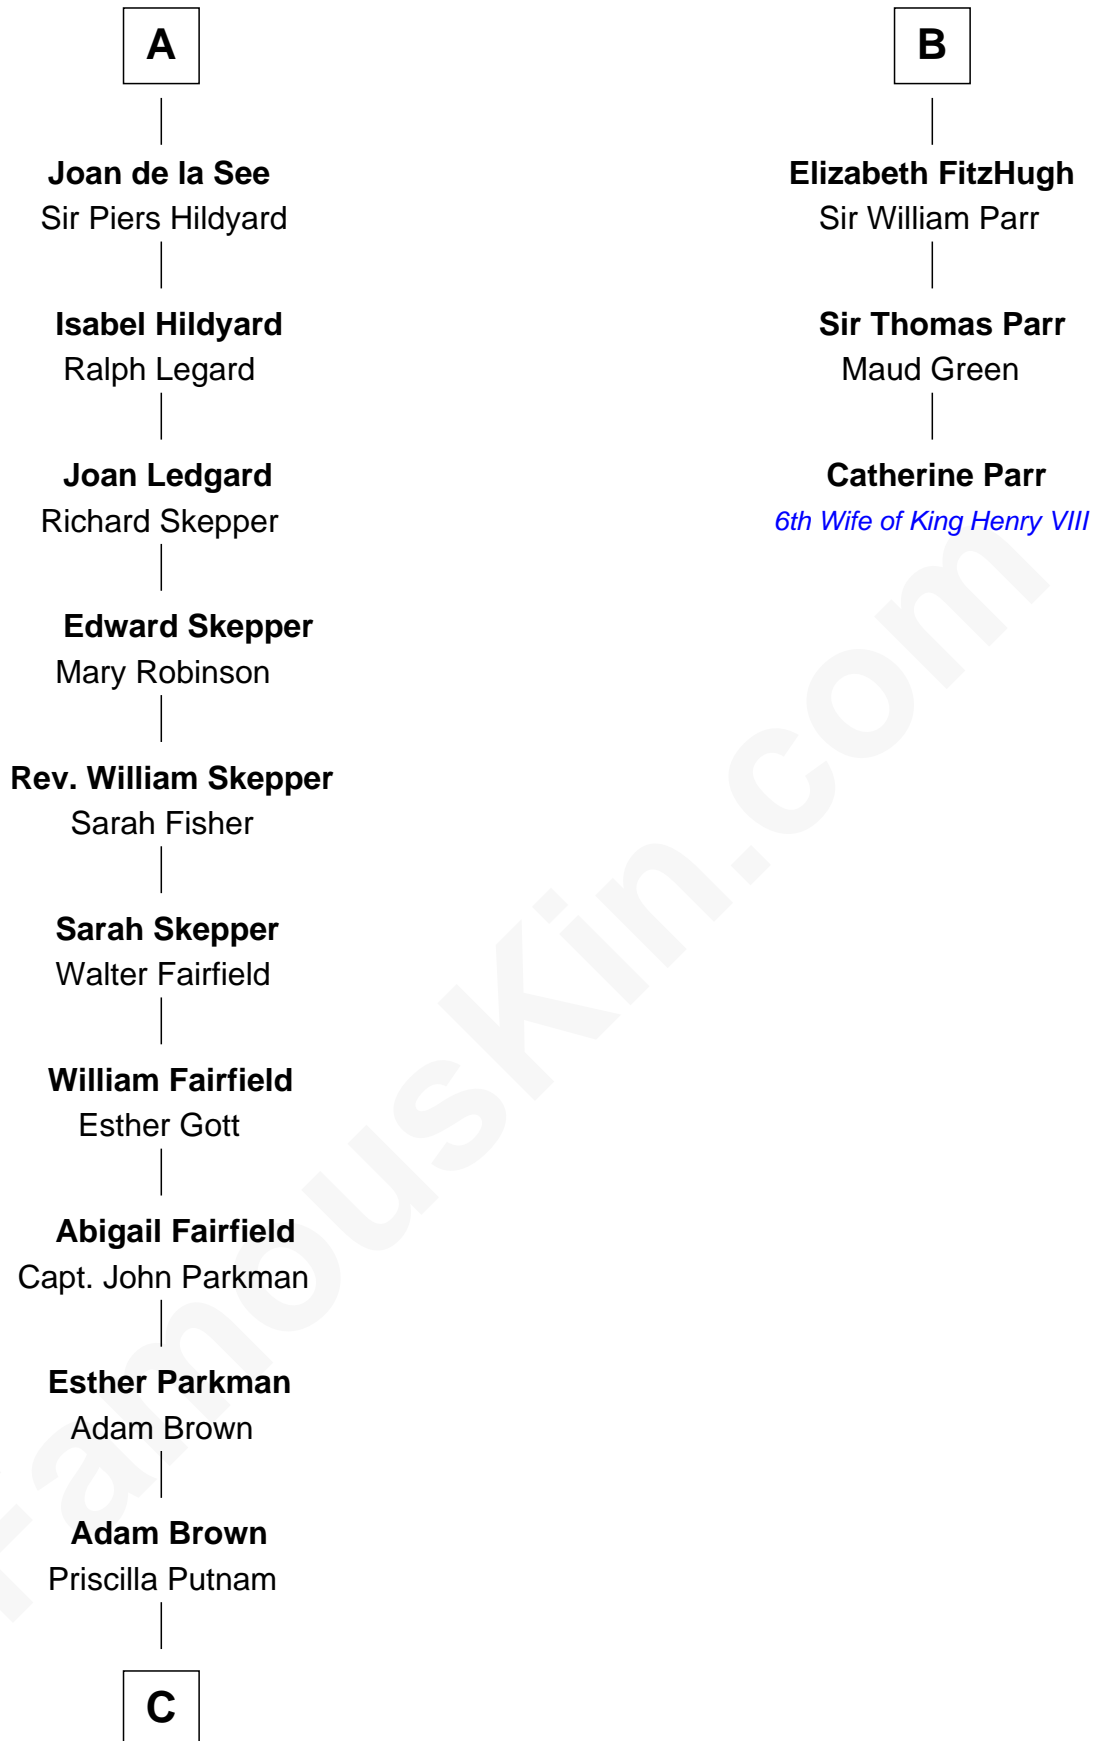 A
Joan de la See
Sir Piers Hildyard
Isabel Hildyard
Ralph Legard
Joan Ledgard
Richard Skepper
Edward Skepper
Mary Robinson
Rev. William Skepper
Sarah Fisher
Sarah Skepper
Walter Fairfield
William Fairfield
Esther Gott
Abigail Fairfield
Capt. John Parkman
Esther Parkman
Adam Brown
Adam Brown
Priscilla Putnam
C
B
Elizabeth FitzHugh
Sir William Parr
Sir Thomas Parr
Maud Green
Catherine Parr
6th Wife of King Henry VIII
FamousKin.com